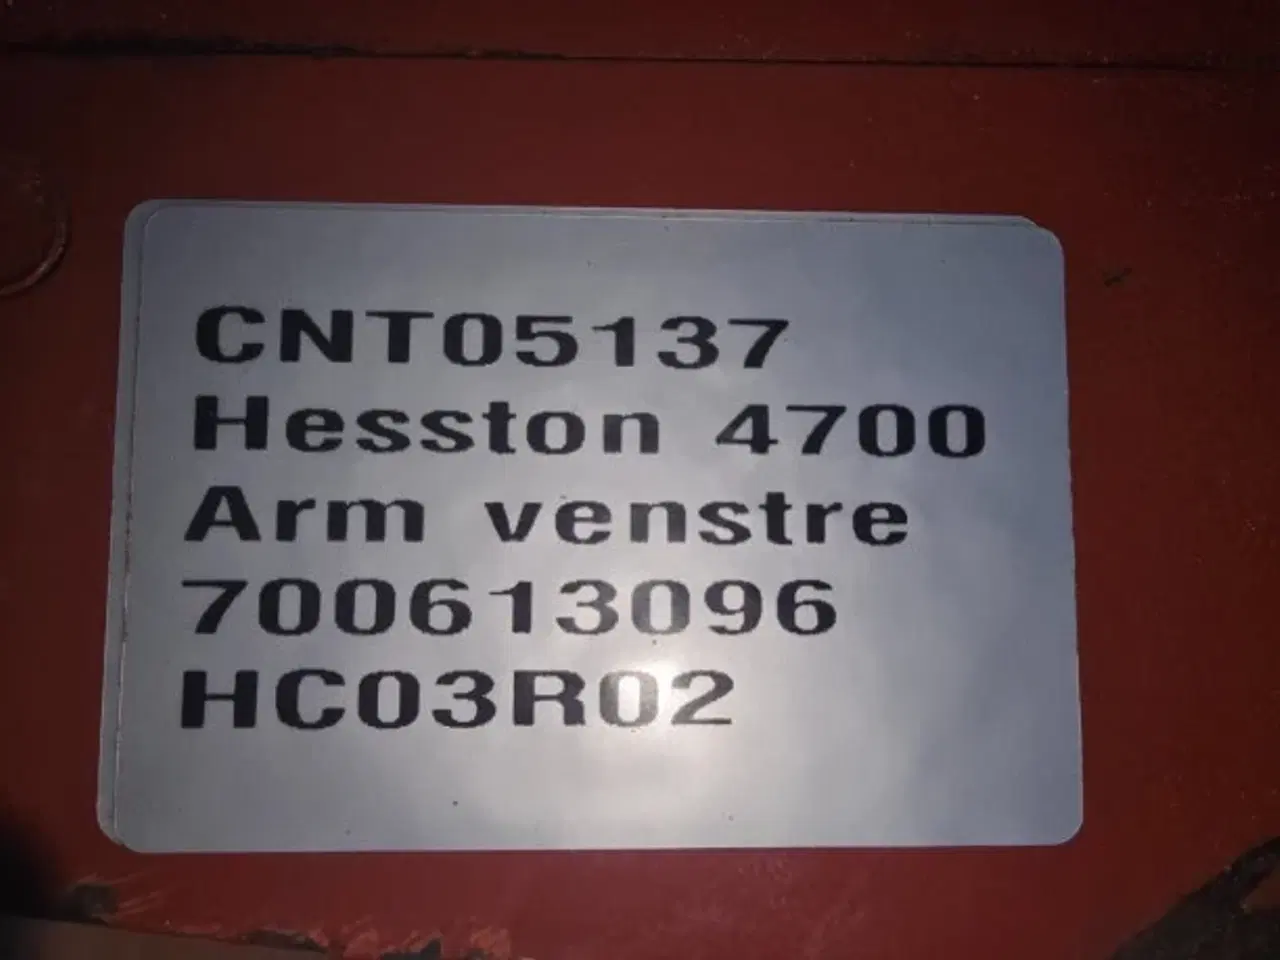 CNT05137
Hesston 4700
Arm venstre
700613096
HC03R02